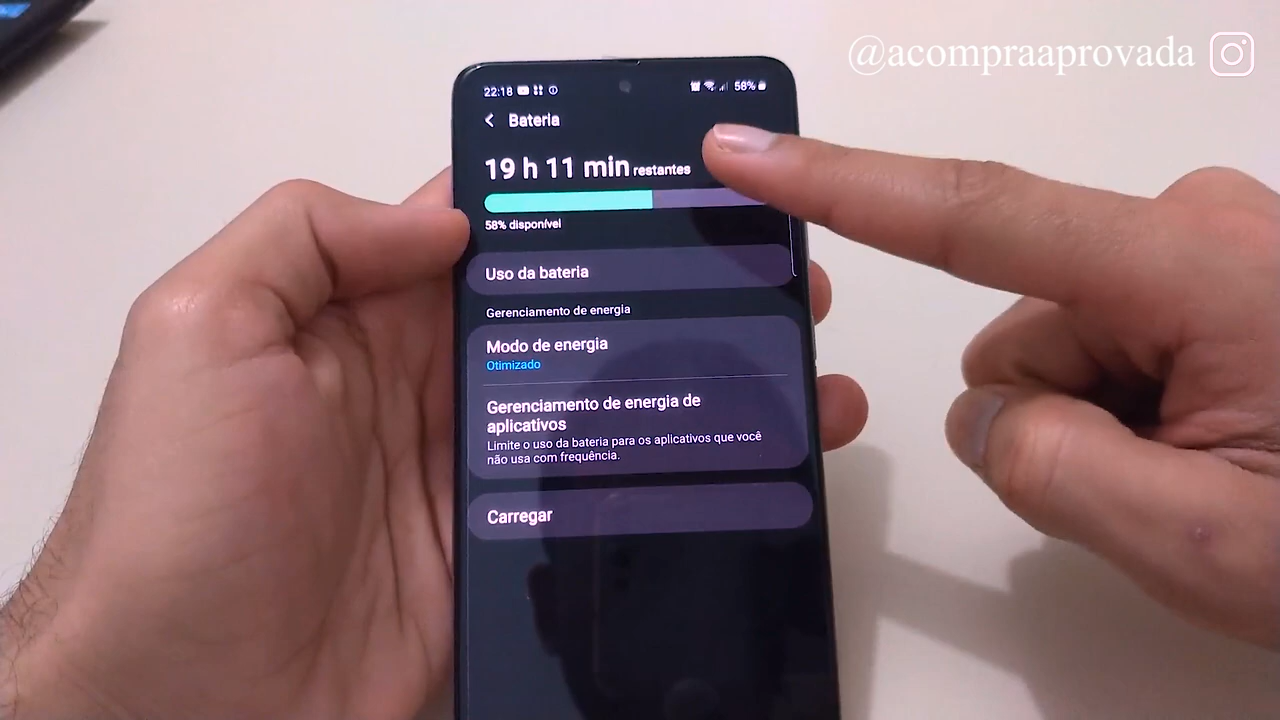 @acompraaprovada
22:18 58%
Bateria
19 h 11 min restantes
58% disponível
Uso da bateria
Gerenciamento de energia
Modo de energia
Otimizado
Gerenciamento de energia de
aplicativos
Limite o uso da bateria para os aplicativos que você
não usa com frequência.
Carregar